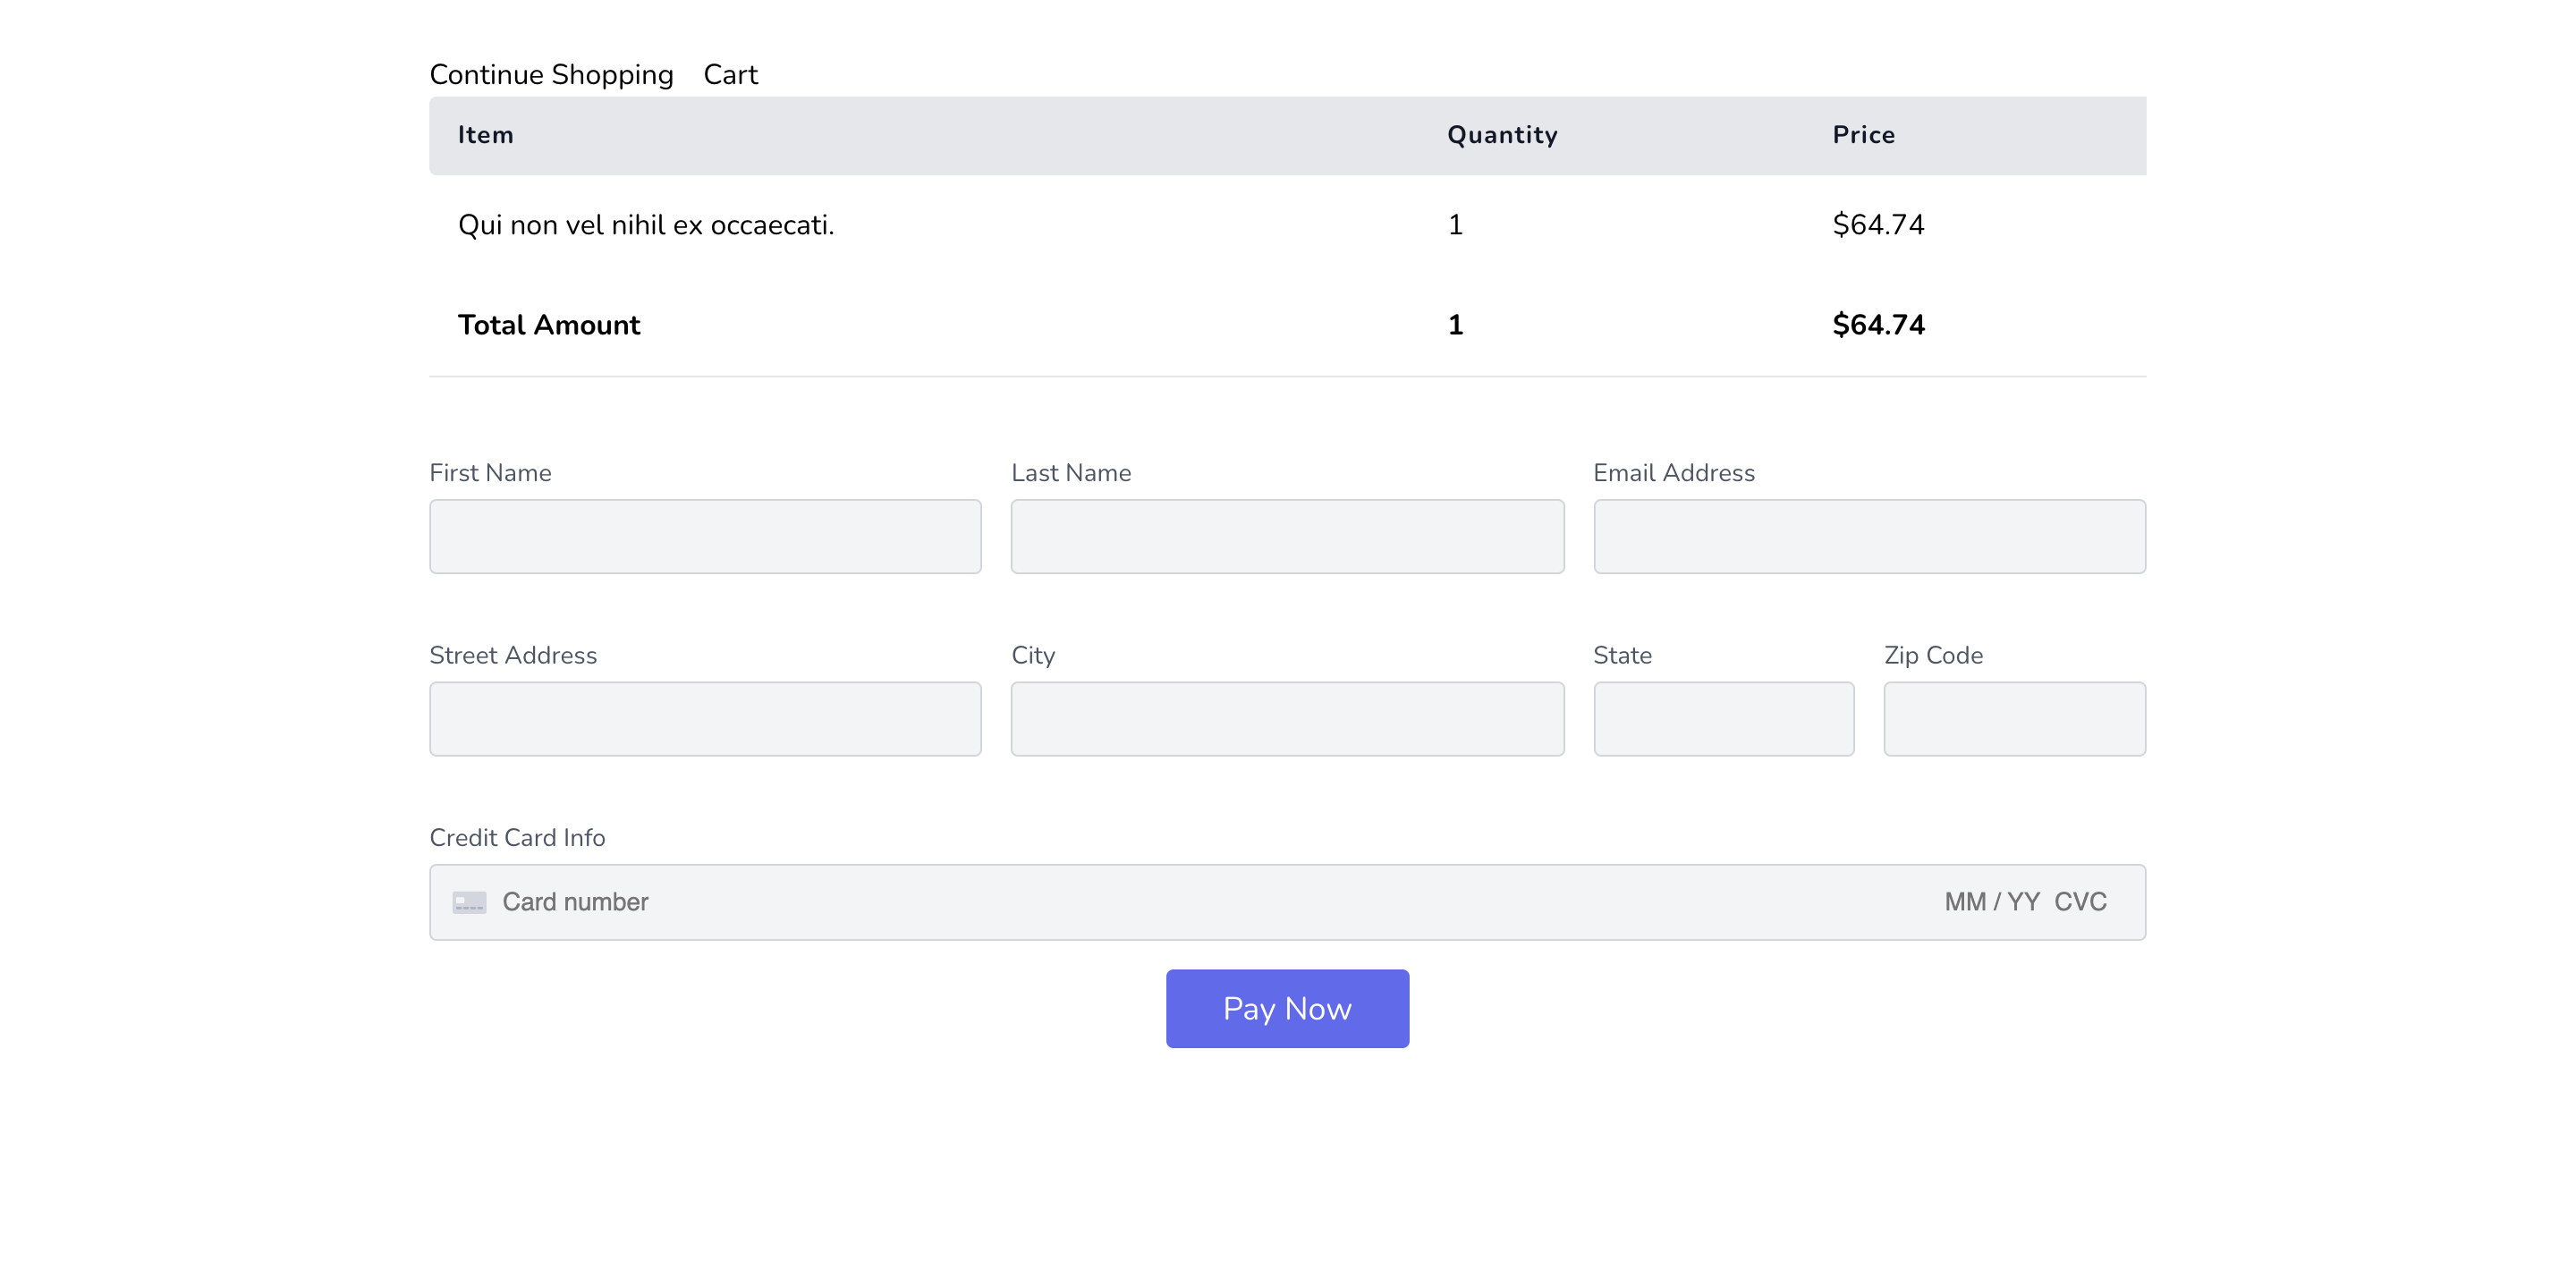 Continue Shopping Cart
Item Quantity Price
Qui non vel nihil ex occaecati. 1 $64.74
Total Amount 1 $64.74
First Name Last Name Email Address
Street Address City State Zip Code
Credit Card Info
Card number MM / YY CVC
Pay Now